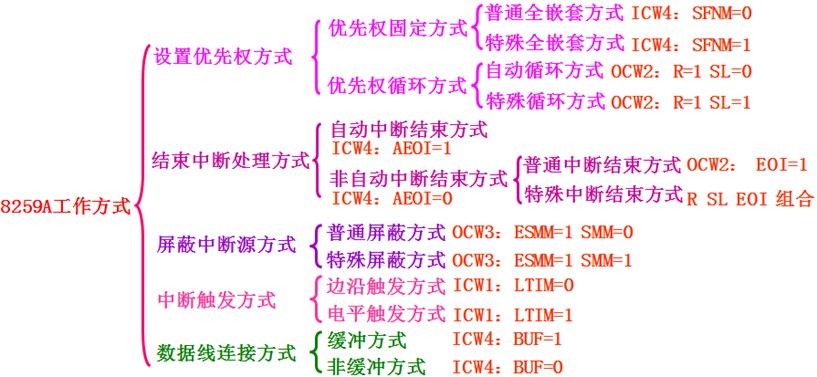 8259A工作方式
设置优先权方式
优先权固定方式
普通全嵌套方式 ICW4：SFNM=0
特殊全嵌套方式 ICW4：SFNM=1
优先权循环方式
自动循环方式 OCW2：R=1 SL=0
特殊循环方式 OCW2：R=1 SL=1
结束中断处理方式
自动中断结束方式
ICW4：AEOI=1
非自动中断结束方式
ICW4：AEOI=0
普通中断结束方式 OCW2： EOI=1
特殊中断结束方式 R SL EOI 组合
屏蔽中断源方式
普通屏蔽方式 OCW3：ESMM=1 SMM=0
特殊屏蔽方式 OCW3：ESMM=1 SMM=1
中断触发方式
边沿触发方式 ICW1：LTIM=0
电平触发方式 ICW1：LTIM=1
数据线连接方式
缓冲方式 ICW4：BUF=1
非缓冲方式 ICW4：BUF=0